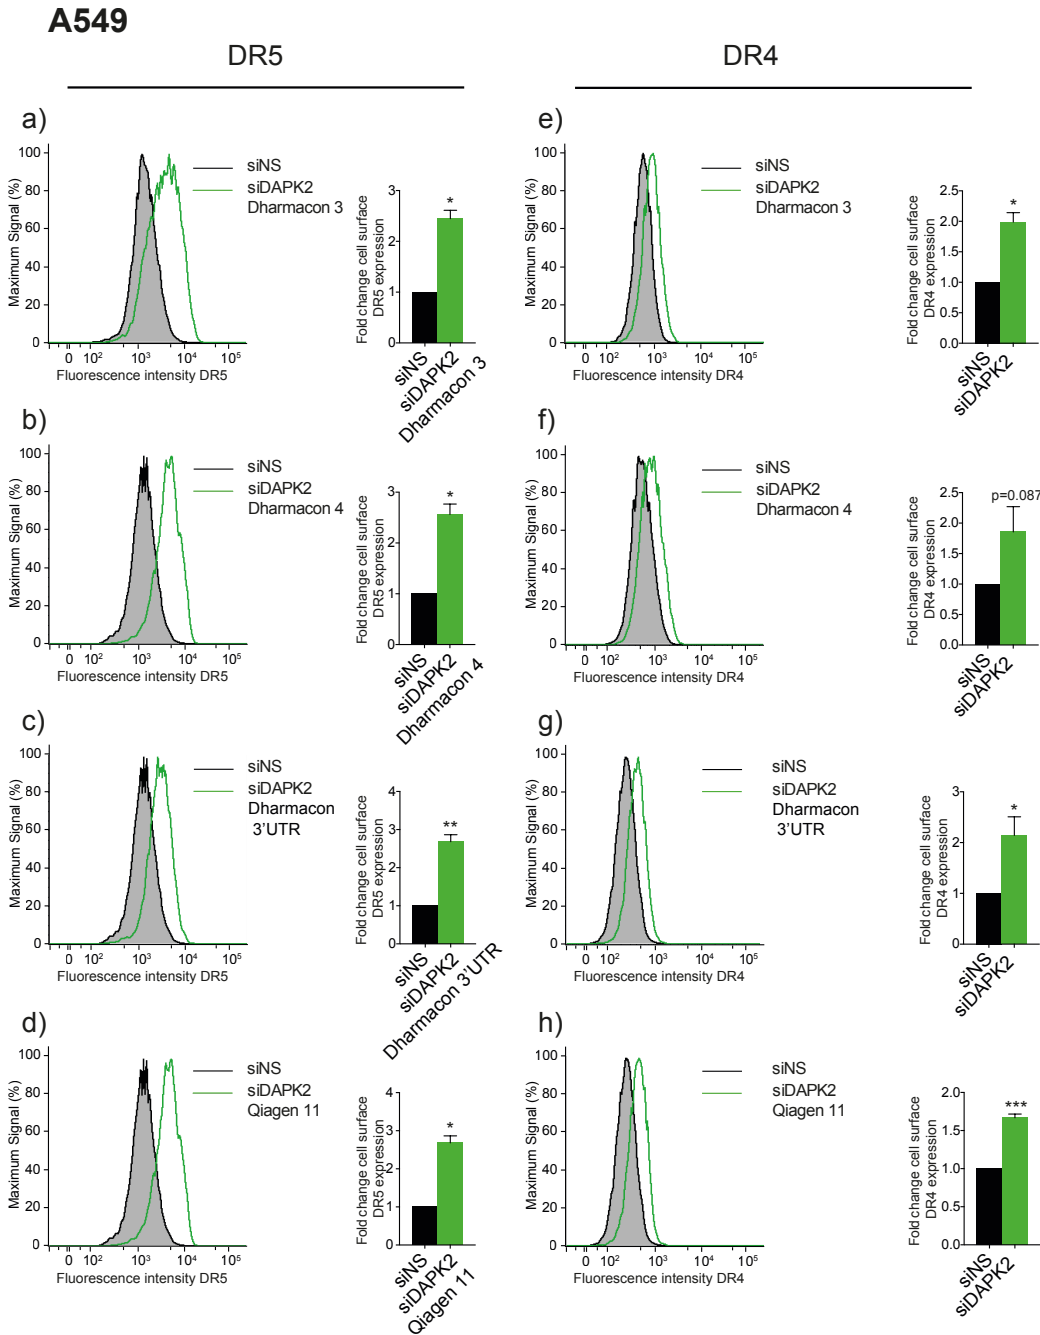 A549
DR5
DR4
a)
100
80
60
40
20
0
Maximum Signal (%)
0 10² 10³ 10⁴ 10⁵
Fluorescence intensity DR5
siNS
siDAPK2
Dharmacon 3
Fold change cell surface
DR5 expression
3
2
1
0
*
siNS
siDAPK2
Dharmacon 3
e)
100
80
60
40
20
0
Maximum Signal (%)
0 10² 10³ 10⁴ 10⁵
Fluorescence intensity DR4
siNS
siDAPK2
Dharmacon 3
Fold change cell surface
DR4 expression
2.5
2.0
1.5
1.0
0.5
0.0
*
siNS
siDAPK2
b)
100
80
60
40
20
0
Maximum Signal (%)
0 10² 10³ 10⁴ 10⁵
Fluorescence intensity DR5
siNS
siDAPK2
Dharmacon 4
Fold change cell surface
DR5 expression
3
2
1
0
*
siNS
siDAPK2
Dharmacon 4
f)
100
80
60
40
20
0
Maximum Signal (%)
0 10² 10³ 10⁴ 10⁵
Fluorescence intensity DR4
siNS
siDAPK2
Dharmacon 4
Fold change cell surface
DR4 expression
2.5
2.0
1.5
1.0
0.5
0.0
p=0.087
siNS
siDAPK2
c)
100
80
60
40
20
0
Maximum Signal (%)
0 10² 10³ 10⁴ 10⁵
Fluorescence intensity DR5
siNS
siDAPK2
Dharmacon
3'UTR
Fold change cell surface
DR5 expression
4
3
2
1
0
**
siNS
siDAPK2
Dharmacon 3'UTR
g)
100
80
60
40
20
0
Maximum Signal (%)
0 10² 10³ 10⁴ 10⁵
Fluorescence intensity DR4
siNS
siDAPK2
Dharmacon
3'UTR
Fold change cell surface
DR4 expression
3
2
1
0
*
siNS
siDAPK2
d)
100
80
60
40
20
0
Maximum Signal (%)
0 10² 10³ 10⁴ 10⁵
Fluorescence intensity DR5
siNS
siDAPK2
Qiagen 11
Fold change cell surface
DR5 expression
4
3
2
1
0
*
siNS
siDAPK2
Qiagen 11
h)
100
80
60
40
20
0
Maximum Signal (%)
0 10² 10³ 10⁴ 10⁵
Fluorescence intensity DR4
siNS
siDAPK2
Qiagen 11
Fold change cell surface
DR4 expression
2.0
1.5
1.0
0.5
0.0
***
siNS
siDAPK2